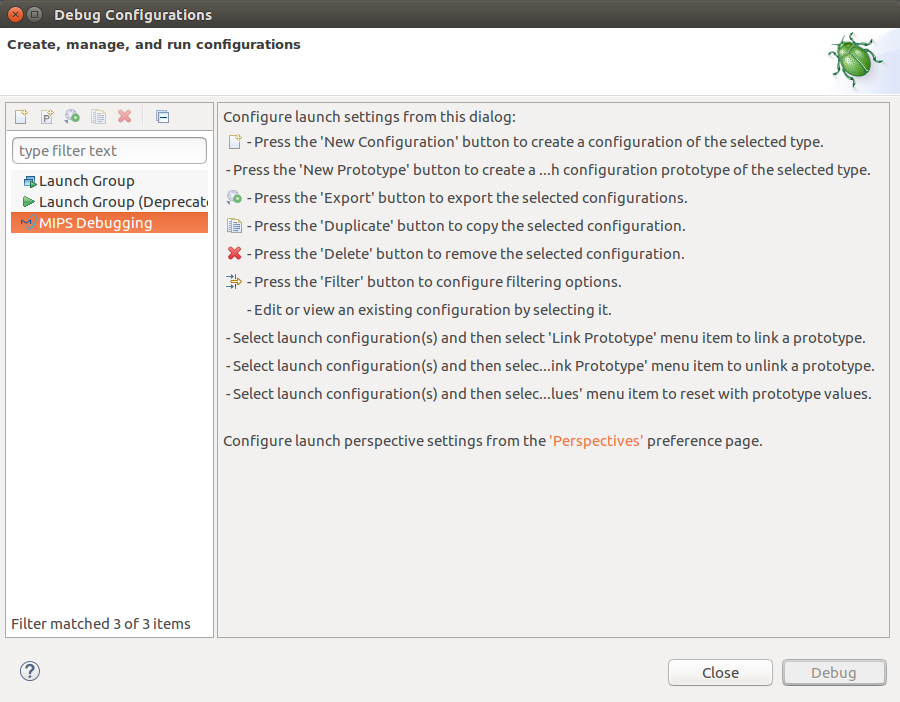 Debug Configurations
Create, manage, and run configurations
type filter text
Launch Group
Launch Group (Deprecate
MIPS Debugging
Filter matched 3 of 3 items
Configure launch settings from this dialog:
- Press the 'New Configuration' button to create a configuration of the selected type.
- Press the 'New Prototype' button to create a ...h configuration prototype of the selected type.
- Press the 'Export' button to export the selected configurations.
- Press the 'Duplicate' button to copy the selected configuration.
- Press the 'Delete' button to remove the selected configuration.
- Press the 'Filter' button to configure filtering options.
- Edit or view an existing configuration by selecting it.
- Select launch configuration(s) and then select 'Link Prototype' menu item to link a prototype.
- Select launch configuration(s) and then selec...ink Prototype' menu item to unlink a prototype.
- Select launch configuration(s) and then selec...lues' menu item to reset with prototype values.
Configure launch perspective settings from the 'Perspectives' preference page.
Close
Debug